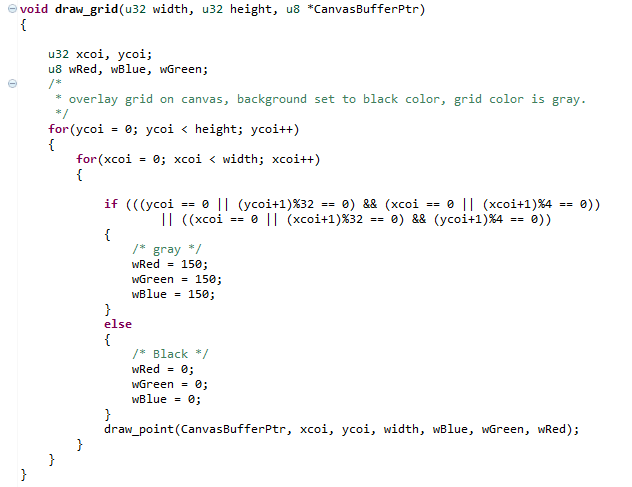 void draw_grid(u32 width, u32 height, u8 *CanvasBufferPtr)
{
u32 xcoi, ycoi;
u8 wRed, wBlue, wGreen;
/*
* overlay grid on canvas, background set to black color, grid color is gray.
*/
for(ycoi = 0; ycoi < height; ycoi++)
{
for(xcoi = 0; xcoi < width; xcoi++)
{
if (((ycoi == 0 || (ycoi+1)%32 == 0) && (xcoi == 0 || (xcoi+1)%4 == 0))
|| ((xcoi == 0 || (xcoi+1)%32 == 0) && (ycoi+1)%4 == 0))
{
/* gray */
wRed = 150;
wGreen = 150;
wBlue = 150;
}
else
{
/* Black */
wRed = 0;
wGreen = 0;
wBlue = 0;
}
draw_point(CanvasBufferPtr, xcoi, ycoi, width, wBlue, wGreen, wRed);
}
}
}